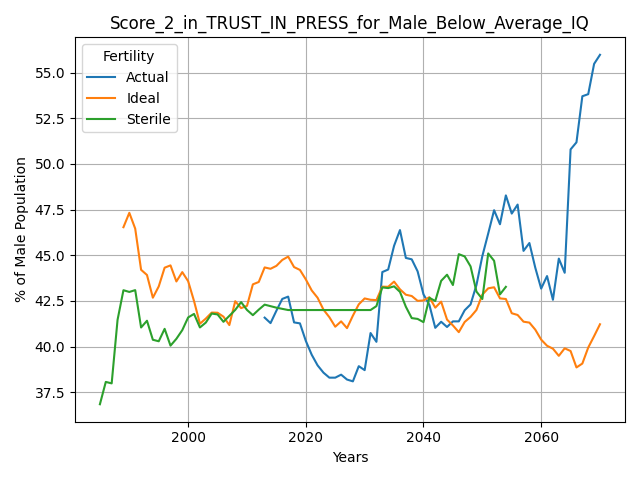 Score_2_in_TRUST_IN_PRESS_for_Male_Below_Average_IQ
Fertility
Actual
Ideal
Sterile
% of Male Population
55.0
52.5
50.0
47.5
45.0
42.5
40.0
37.5
2000
2020
2040
2060
Years